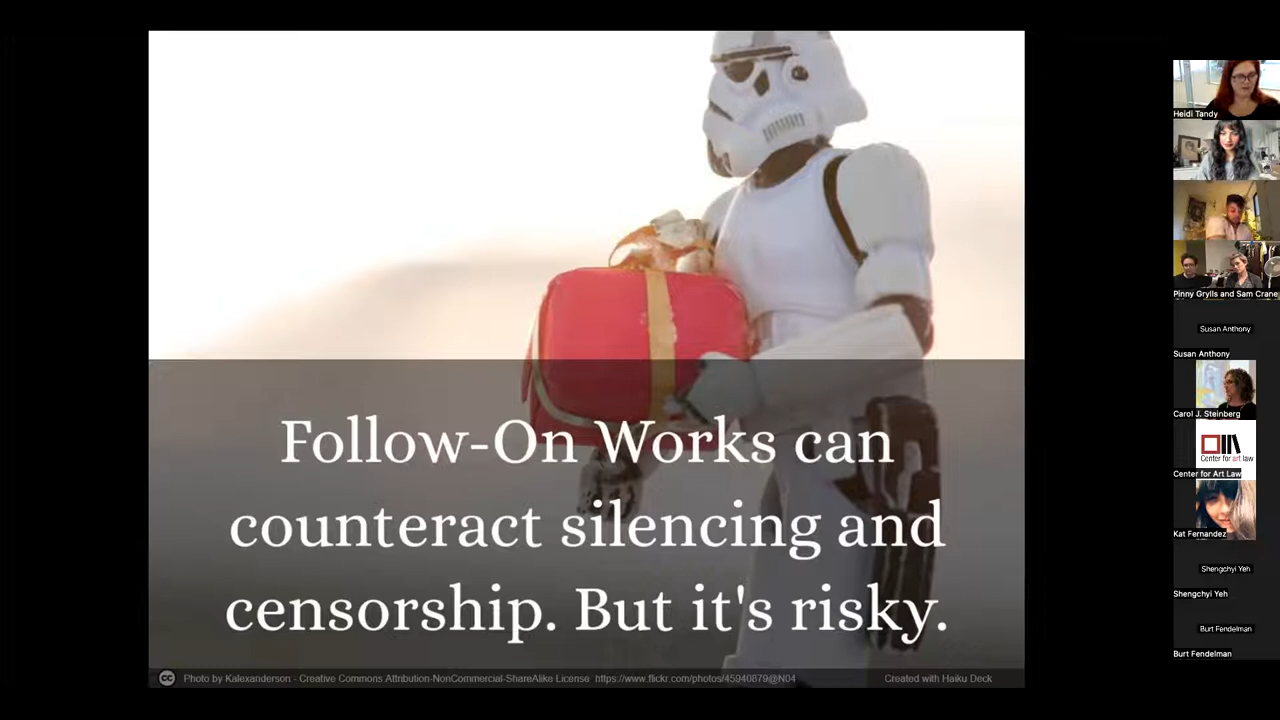 Follow-On Works can
counteract silencing and
censorship. But it's risky.
cc Photo by Kalexanderson - Creative Commons Attribution-NonCommercial-ShareAlike License https://www.flickr.com/photos/45940879@N04
Created with Haiku Deck
Heidi Tandy
Pinny Grylls and Sam Crane
Susan Anthony
Susan Anthony
Carol J. Steinberg
Center for art law
Center for Art Law
Kat Fernandez
Shengchyi Yeh
Shengchyi Yeh
Burt Fendelman
Burt Fendelman